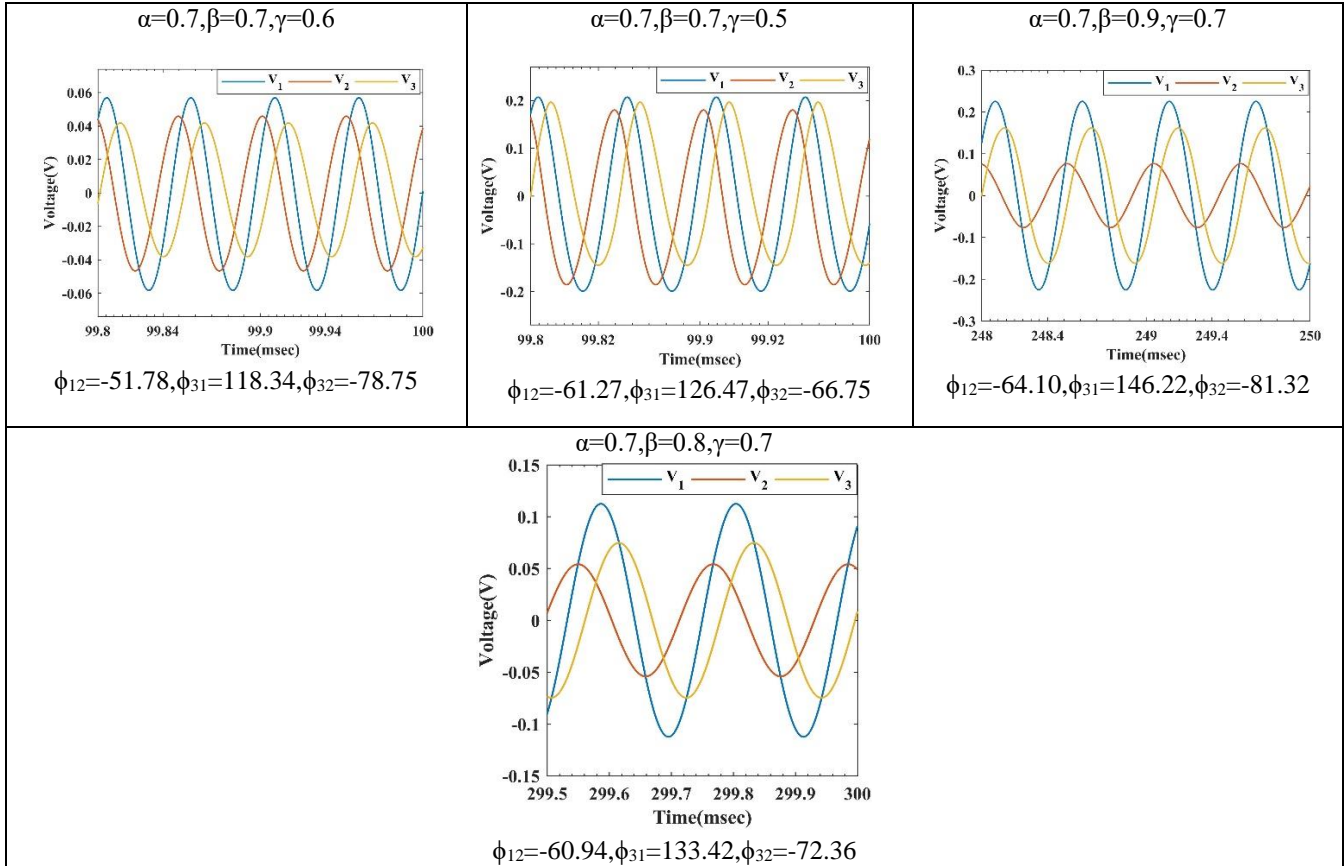 α=0.7,β=0.7,γ=0.6
V1 V2 V3
0.06
0.04
0.02
0
-0.02
-0.04
-0.06
Voltage(V)
99.8 99.84 99.9 99.94 100
Time(msec)
ϕ12=-51.78,ϕ31=118.34,ϕ32=-78.75
α=0.7,β=0.7,γ=0.5
V1 V2 V3
0.2
0.1
0
-0.1
-0.2
Voltage(V)
99.8 99.82 99.9 99.92 100
Time(msec)
ϕ12=-61.27,ϕ31=126.47,ϕ32=-66.75
α=0.7,β=0.9,γ=0.7
V1 V2 V3
0.3
0.2
0.1
0
-0.1
-0.2
-0.3
Voltage(V)
248 248.4 249 249.4 250
Time(msec)
ϕ12=-64.10,ϕ31=146.22,ϕ32=-81.32
α=0.7,β=0.8,γ=0.7
V1 V2 V3
0.15
0.1
0.05
0
-0.05
-0.1
-0.15
Voltage(V)
299.5 299.6 299.7 299.8 299.9 300
Time(msec)
ϕ12=-60.94,ϕ31=133.42,ϕ32=-72.36